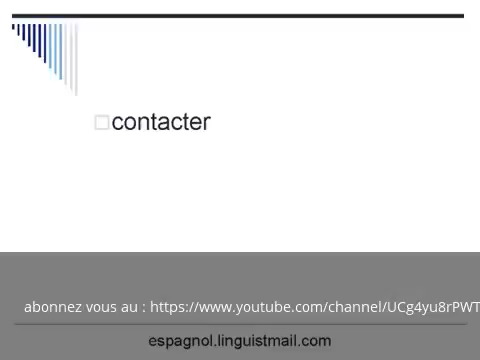 contacter
abonnez vous au : https://www.youtube.com/channel/UCg4yu8rPWT
espagnol.linguistmail.com